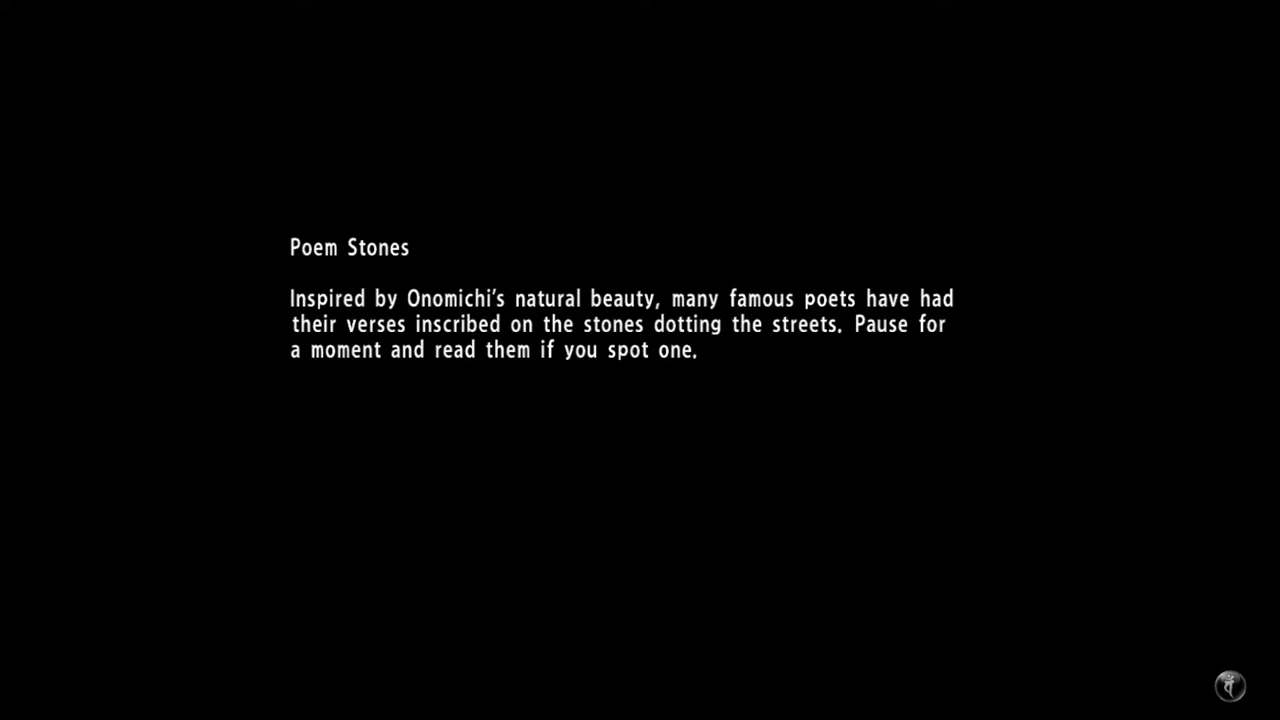 Poem Stones
Inspired by Onomichi's natural beauty, many famous poets have had
their verses inscribed on the stones dotting the streets. Pause for
a moment and read them if you spot one.